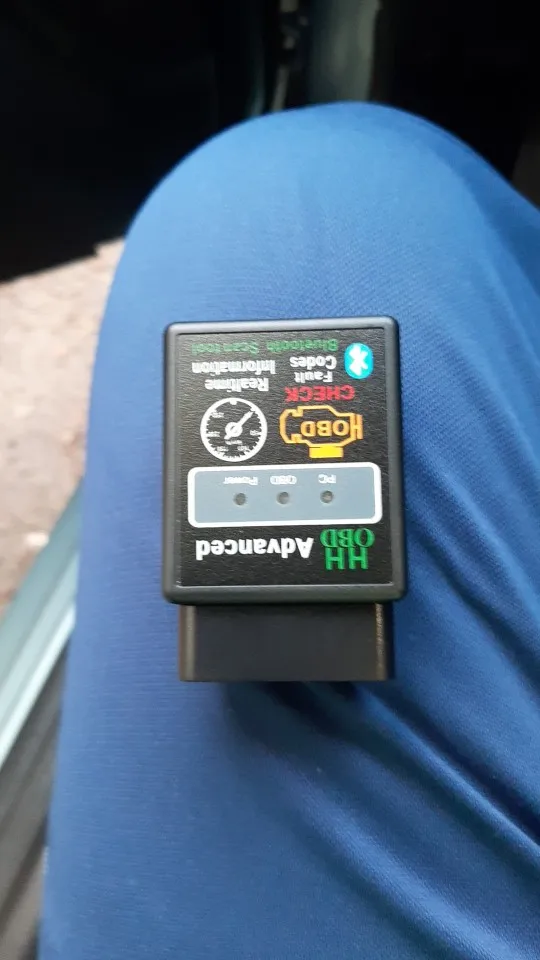 HH
OBD Advanced
PC OBD Power
OBD
CHECK
Fault
Codes
Realtime
Information
Bluetooth Scan tool